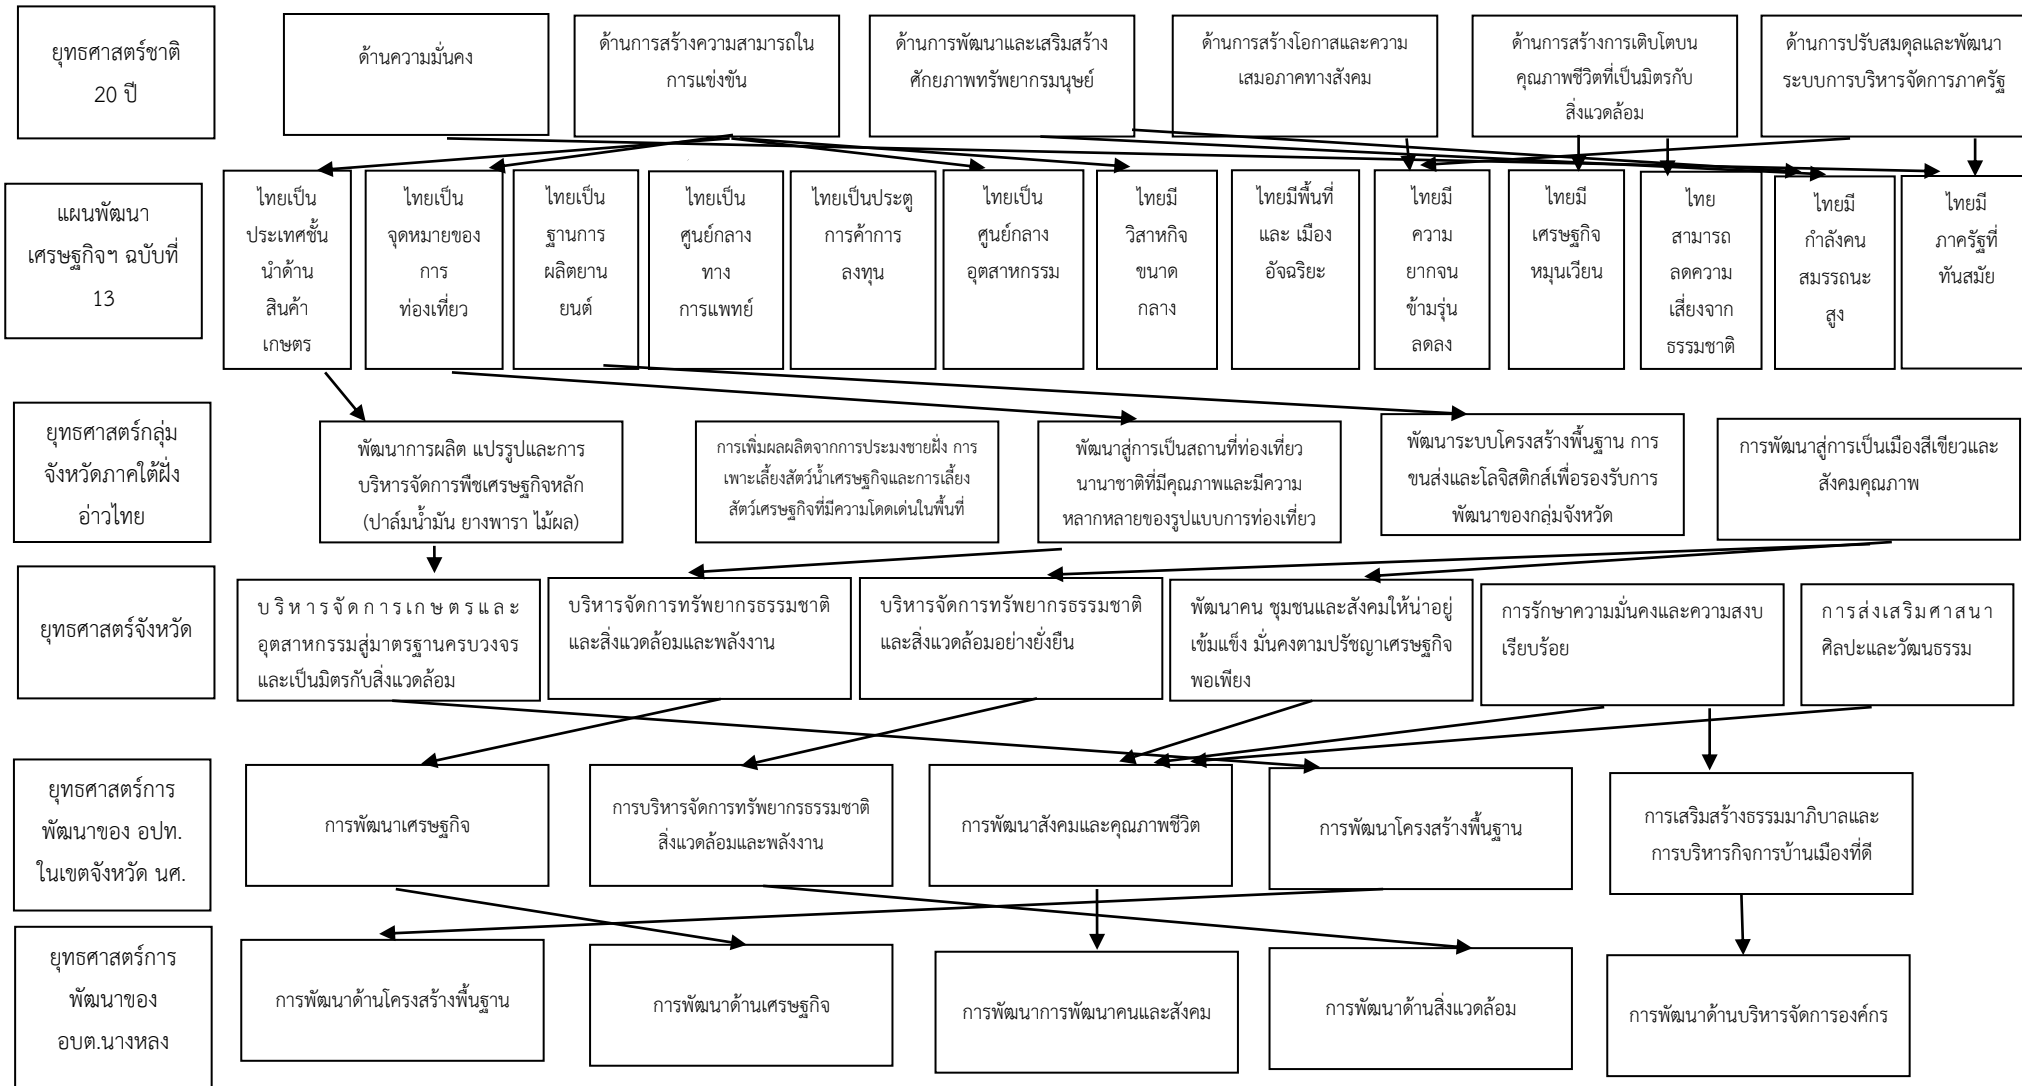 ยุทธศาสตร์ชาติ
20 ปี
ด้านความมั่นคง
ด้านการสร้างความสามารถใน
การแข่งขัน
ด้านการพัฒนาและเสริมสร้าง
ศักยภาพทรัพยากรมนุษย์
ด้านการสร้างโอกาสและความ
เสมอภาคทางสังคม
ด้านการสร้างการเติบโตบน
คุณภาพชีวิตที่เป็นมิตรกับ
สิ่งแวดล้อม
ด้านการปรับสมดุลและพัฒนา
ระบบการบริหารจัดการภาครัฐ
แผนพัฒนา
เศรษฐกิจฯ ฉบับที่
13
ไทยเป็น
ประเทศชั้น
นำด้าน
สินค้า
เกษตร
ไทยเป็น
จุดหมายของ
การ
ท่องเที่ยว
ไทยเป็น
ฐานการ
ผลิตยาน
ยนต์
ไทยเป็น
ศูนย์กลาง
ทาง
การแพทย์
ไทยเป็นประตู
การค้าการ
ลงทุน
ไทยเป็น
ศูนย์กลาง
อุตสาหกรรม
ไทยมี
วิสาหกิจ
ขนาด
กลาง
ไทยมีพื้นที่
และ เมือง
อัจฉริยะ
ไทยมี
ความ
ยากจน
ข้ามรุ่น
ลดลง
ไทยมี
เศรษฐกิจ
หมุนเวียน
ไทย
สามารถ
ลดความ
เสี่ยงจาก
ธรรมชาติ
ไทยมี
กำลังคน
สมรรถนะ
สูง
ไทยมี
ภาครัฐที่
ทันสมัย
ยุทธศาสตร์กลุ่ม
จังหวัดภาคใต้ฝั่ง
อ่าวไทย
พัฒนาการผลิต แปรรูปและการ
บริหารจัดการพืชเศรษฐกิจหลัก
(ปาล์มน้ำมัน ยางพารา ไม้ผล)
การเพิ่มผลผลิตจากการประมงชายฝั่ง การ
เพาะเลี้ยงสัตว์น้ำเศรษฐกิจและการเลี้ยง
สัตว์เศรษฐกิจที่มีความโดดเด่นในพื้นที่
พัฒนาสู่การเป็นสถานที่ท่องเที่ยว
นานาชาติที่มีคุณภาพและมีความ
หลากหลายของรูปแบบการท่องเที่ยว
พัฒนาระบบโครงสร้างพื้นฐาน การ
ขนส่งและโลจิสติกส์เพื่อรองรับการ
พัฒนาของกลุ่มจังหวัด
การพัฒนาสู่การเป็นเมืองสีเขียวและ
สังคมคุณภาพ
ยุทธศาสตร์จังหวัด
บริหารจัดการเกษตรและ
อุตสาหกรรมสู่มาตรฐานครบวงจร
และเป็นมิตรกับสิ่งแวดล้อม
บริหารจัดการทรัพยากรธรรมชาติ
และสิ่งแวดล้อมและพลังงาน
บริหารจัดการทรัพยากรธรรมชาติ
และสิ่งแวดล้อมอย่างยั่งยืน
พัฒนาคน ชุมชนและสังคมให้น่าอยู่
เข้มแข็ง มั่นคงตามปรัชญาเศรษฐกิจ
พอเพียง
การรักษาความมั่นคงและความสงบ
เรียบร้อย
การส่งเสริมศาสนา
ศิลปะและวัฒนธรรม
ยุทธศาสตร์การ
พัฒนาของ อปท.
ในเขตจังหวัด นศ.
การพัฒนาเศรษฐกิจ
การบริหารจัดการทรัพยากรธรรมชาติ
สิ่งแวดล้อมและพลังงาน
การพัฒนาสังคมและคุณภาพชีวิต
การพัฒนาโครงสร้างพื้นฐาน
การเสริมสร้างธรรมมาภิบาลและ
การบริหารกิจการบ้านเมืองที่ดี
ยุทธศาสตร์การ
พัฒนาของ
อบต.นางหลง
การพัฒนาด้านโครงสร้างพื้นฐาน
การพัฒนาด้านเศรษฐกิจ
การพัฒนาการพัฒนาคนและสังคม
การพัฒนาด้านสิ่งแวดล้อม
การพัฒนาด้านบริหารจัดการองค์กร